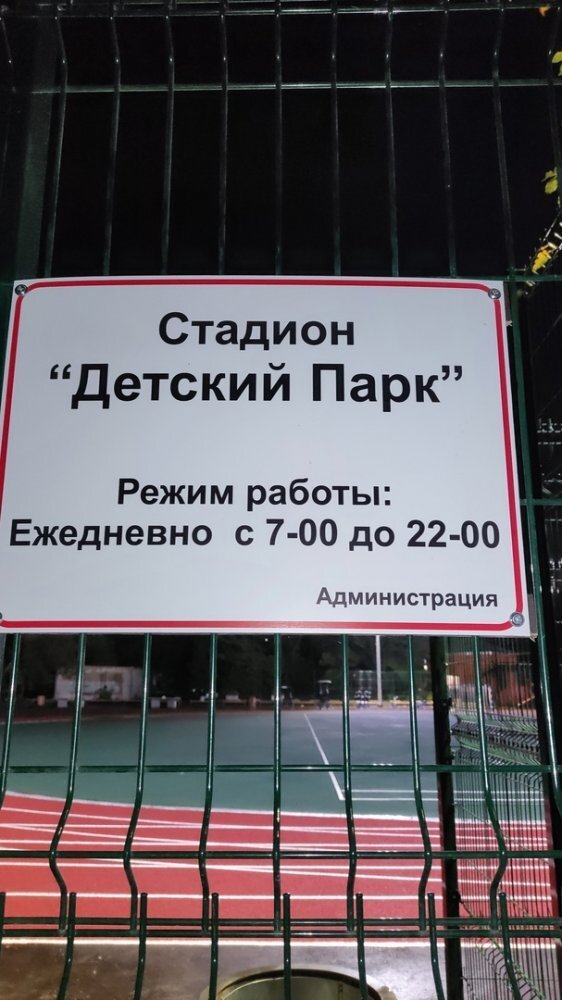 Стадион
“Детский Парк”
Режим работы:
Ежедневно с 7-00 до 22-00
Администрация